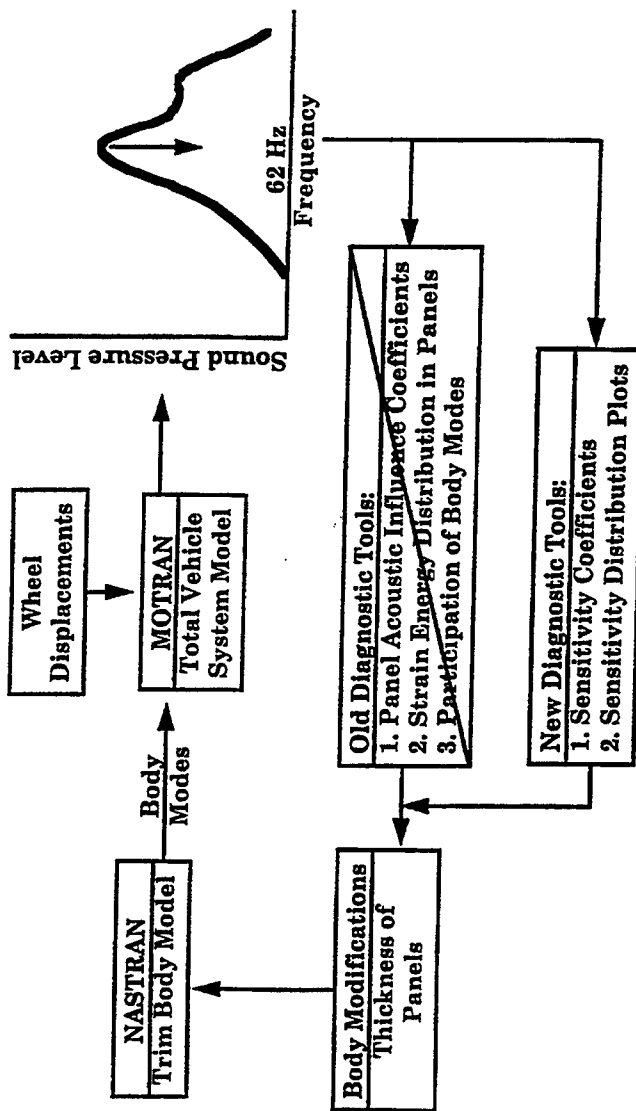 Wheel
Displacements
NASTRAN
Trim Body Model
Body
Modes
MOTRAN
Total Vehicle
System Model
Sound Pressure Level
62 Hz
Frequency
Body Modifications
Thickness of
Panels
Old Diagnostic Tools:
1. Panel Acoustic Influence Coefficients
2. Strain Energy Distribution in Panels
3. Participation of Body Modes
New Diagnostic Tools:
1. Sensitivity Coefficients
2. Sensitivity Distribution Plots